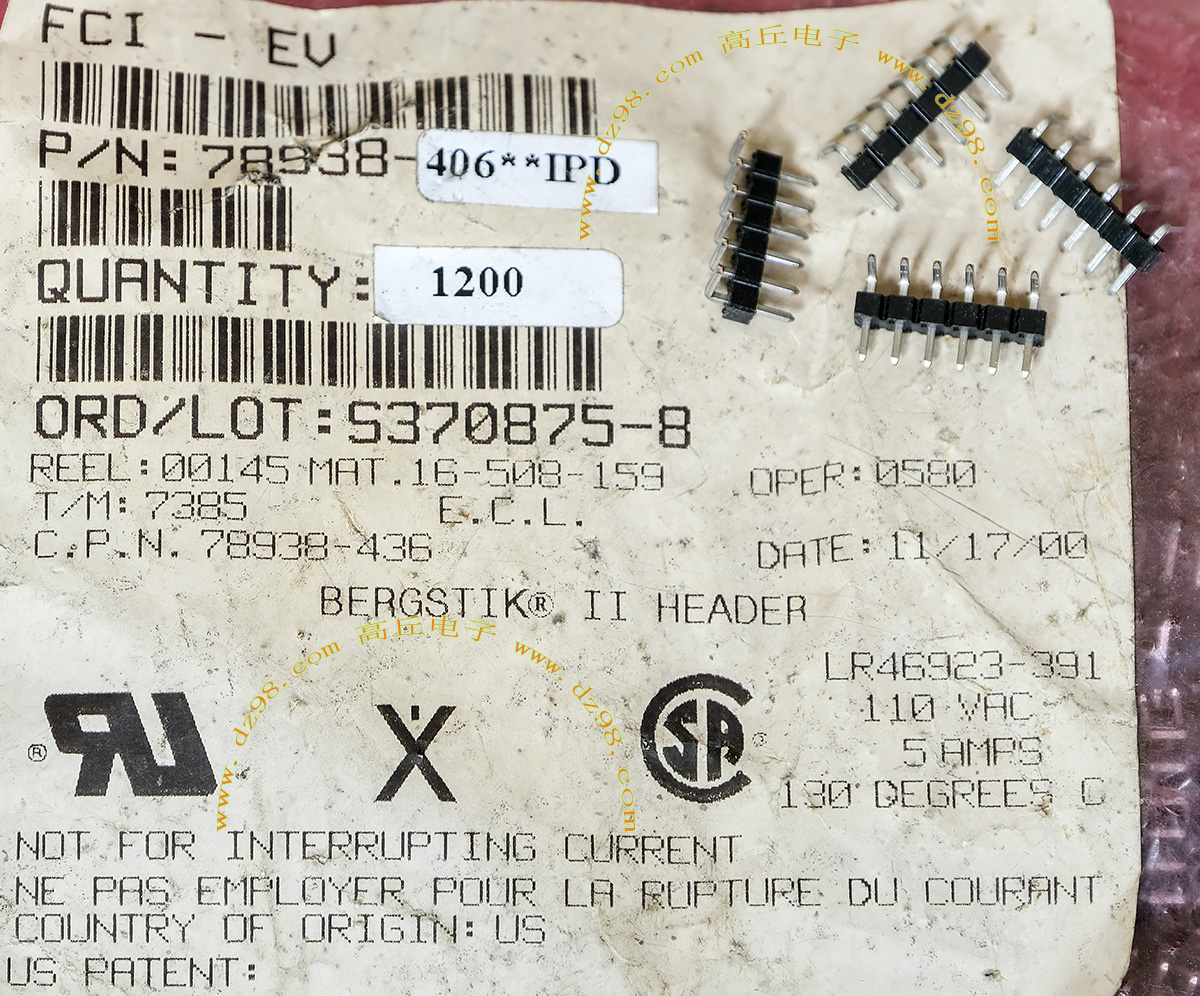 FCI - EV
P/N: 78938-406**IPD
QUANTITY: 1200
ORD/LOT: S370875-8
REEL: 00145 MAT. 16-508-159 OPER: 0580
T/M: 7385 E.C.L.
C.P.N. 78938-436 DATE: 11/17/00
BERGSTIK® II HEADER
LR46923-391
110 VAC
5 AMPS
130 DEGREES C
NOT FOR INTERRUPTING CURRENT
NE PAS EMPLOYER POUR LA RUPTURE DU COURANT
COUNTRY OF ORIGIN: US
US PATENT:
www.dz98.com 高丘电子 www.dz98.com
www.dz98.com 高丘电子 www.dz98.com